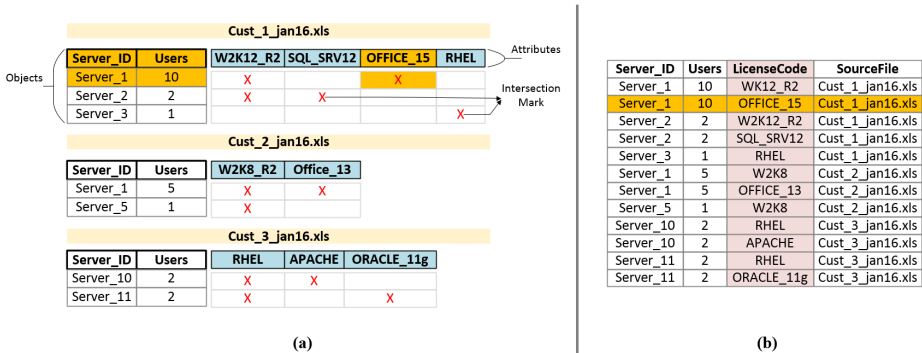 Cust_1_jan16.xls
Server_ID Users W2K12_R2 SQL_SRV12 OFFICE_15 RHEL
Attributes
Objects
Server_1 10 X X
Server_2 2 X X
Intersection Mark
Server_3 1 X
Cust_2_jan16.xls
Server_ID Users W2K8_R2 Office_13
Server_1 5 X X
Server_5 1 X
Cust_3_jan16.xls
Server_ID Users RHEL APACHE ORACLE_11g
Server_10 2 X X
Server_11 2 X X
(a)
Server_ID Users LicenseCode SourceFile
Server_1 10 WK12_R2 Cust_1_jan16.xls
Server_1 10 OFFICE_15 Cust_1_jan16.xls
Server_2 2 W2K12_R2 Cust_1_jan16.xls
Server_2 2 SQL_SRV12 Cust_1_jan16.xls
Server_3 1 RHEL Cust_1_jan16.xls
Server_1 5 W2K8 Cust_2_jan16.xls
Server_1 5 OFFICE_13 Cust_2_jan16.xls
Server_5 1 W2K8 Cust_2_jan16.xls
Server_10 2 RHEL Cust_3_jan16.xls
Server_10 2 APACHE Cust_3_jan16.xls
Server_11 2 RHEL Cust_3_jan16.xls
Server_11 2 ORACLE_11g Cust_3_jan16.xls
(b)